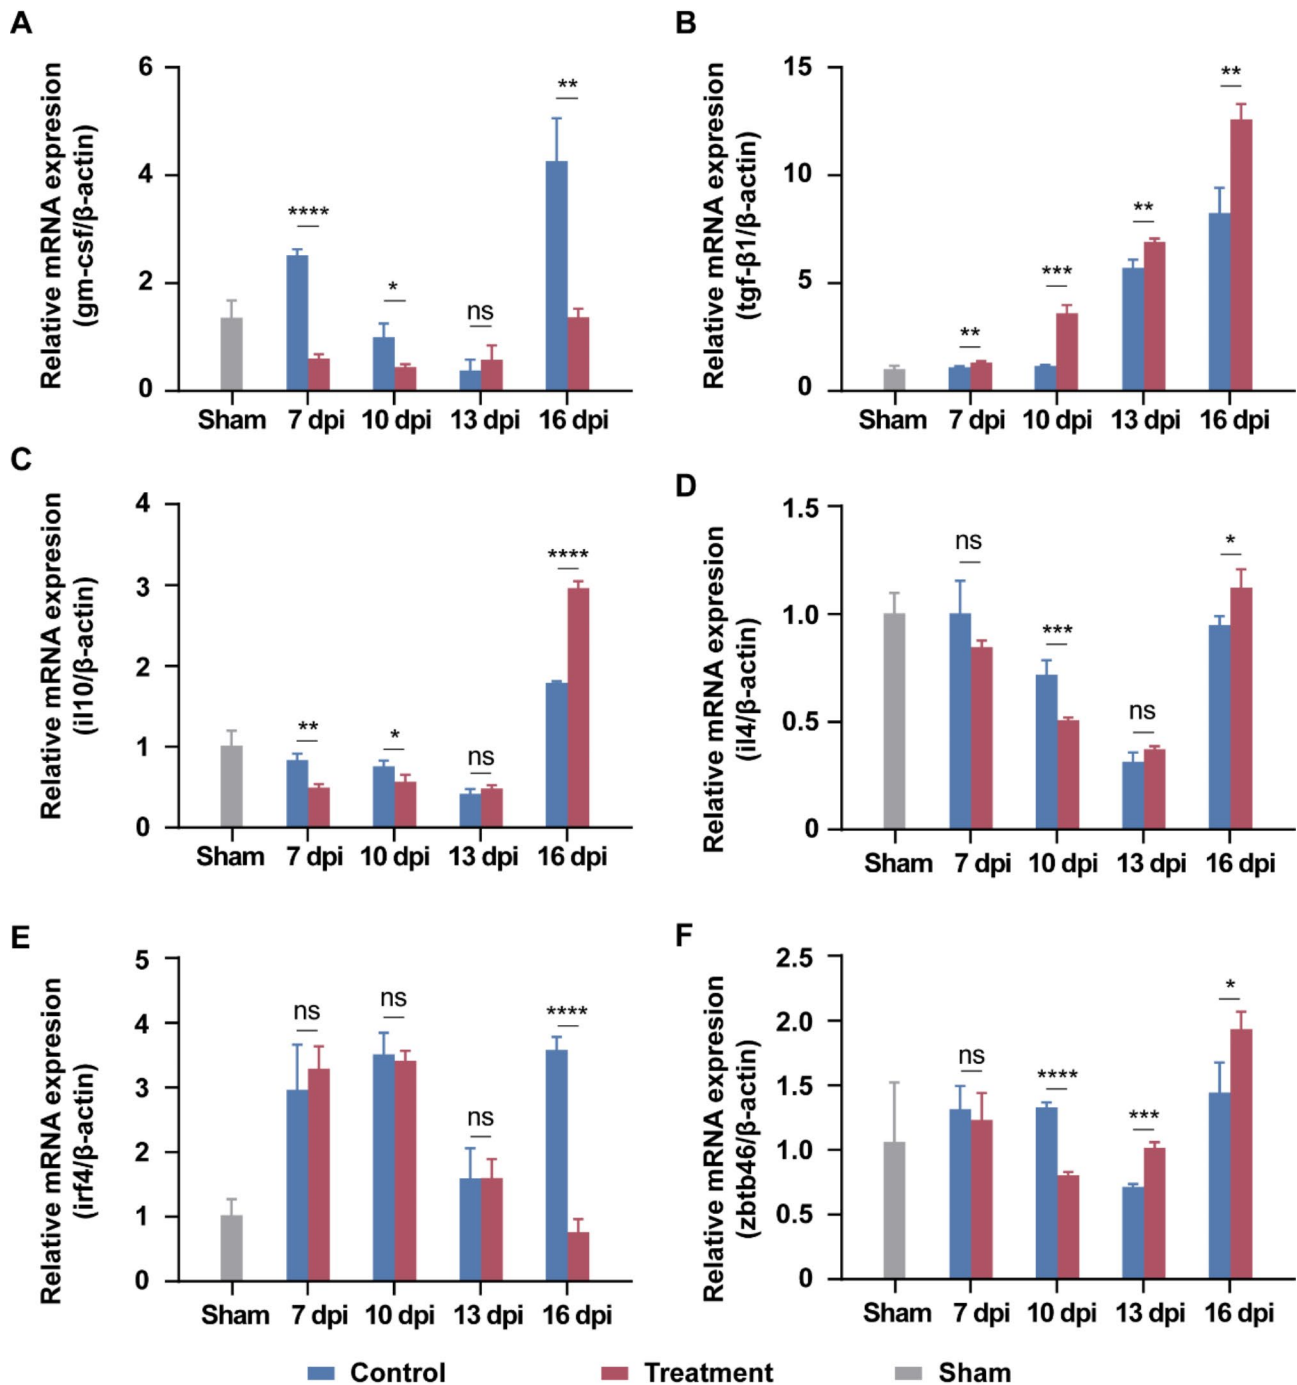 A
Relative mRNA expression
(gm-csf/β-actin)
6
4
2
0
****
*
ns
**
Sham 7 dpi 10 dpi 13 dpi 16 dpi
B
Relative mRNA expression
(tgf-β1/β-actin)
15
10
5
0
**
***
**
**
Sham 7 dpi 10 dpi 13 dpi 16 dpi
C
Relative mRNA expresion
(il10/β-actin)
4
3
2
1
0
**
*
ns
****
Sham 7 dpi 10 dpi 13 dpi 16 dpi
D
Relative mRNA expresion
(il4/β-actin)
1.5
1.0
0.5
0
ns
***
ns
*
Sham 7 dpi 10 dpi 13 dpi 16 dpi
E
Relative mRNA expresion
(irf4/β-actin)
5
4
3
2
1
0
ns
ns
ns
****
Sham 7 dpi 10 dpi 13 dpi 16 dpi
F
Relative mRNA expresion
(zbtb46/β-actin)
2.5
2.0
1.5
1.0
0.5
0
ns
****
***
*
Sham 7 dpi 10 dpi 13 dpi 16 dpi
Control Treatment Sham